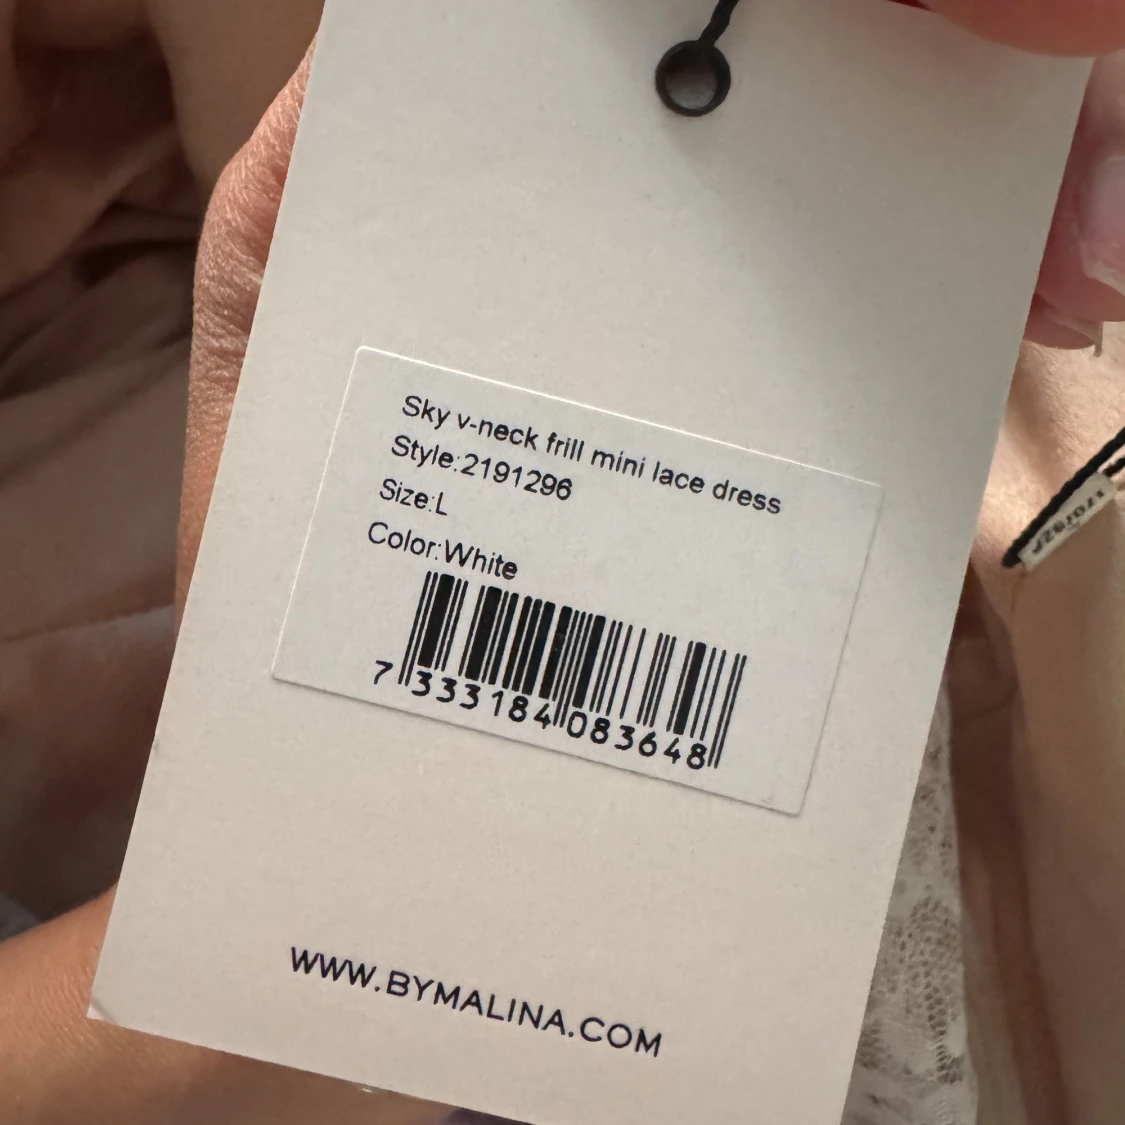 Sky v-neck frill mini lace dress
Style:2191296
Size:L
Color:White
7 333184 083648
WWW.BYMALINA.COM